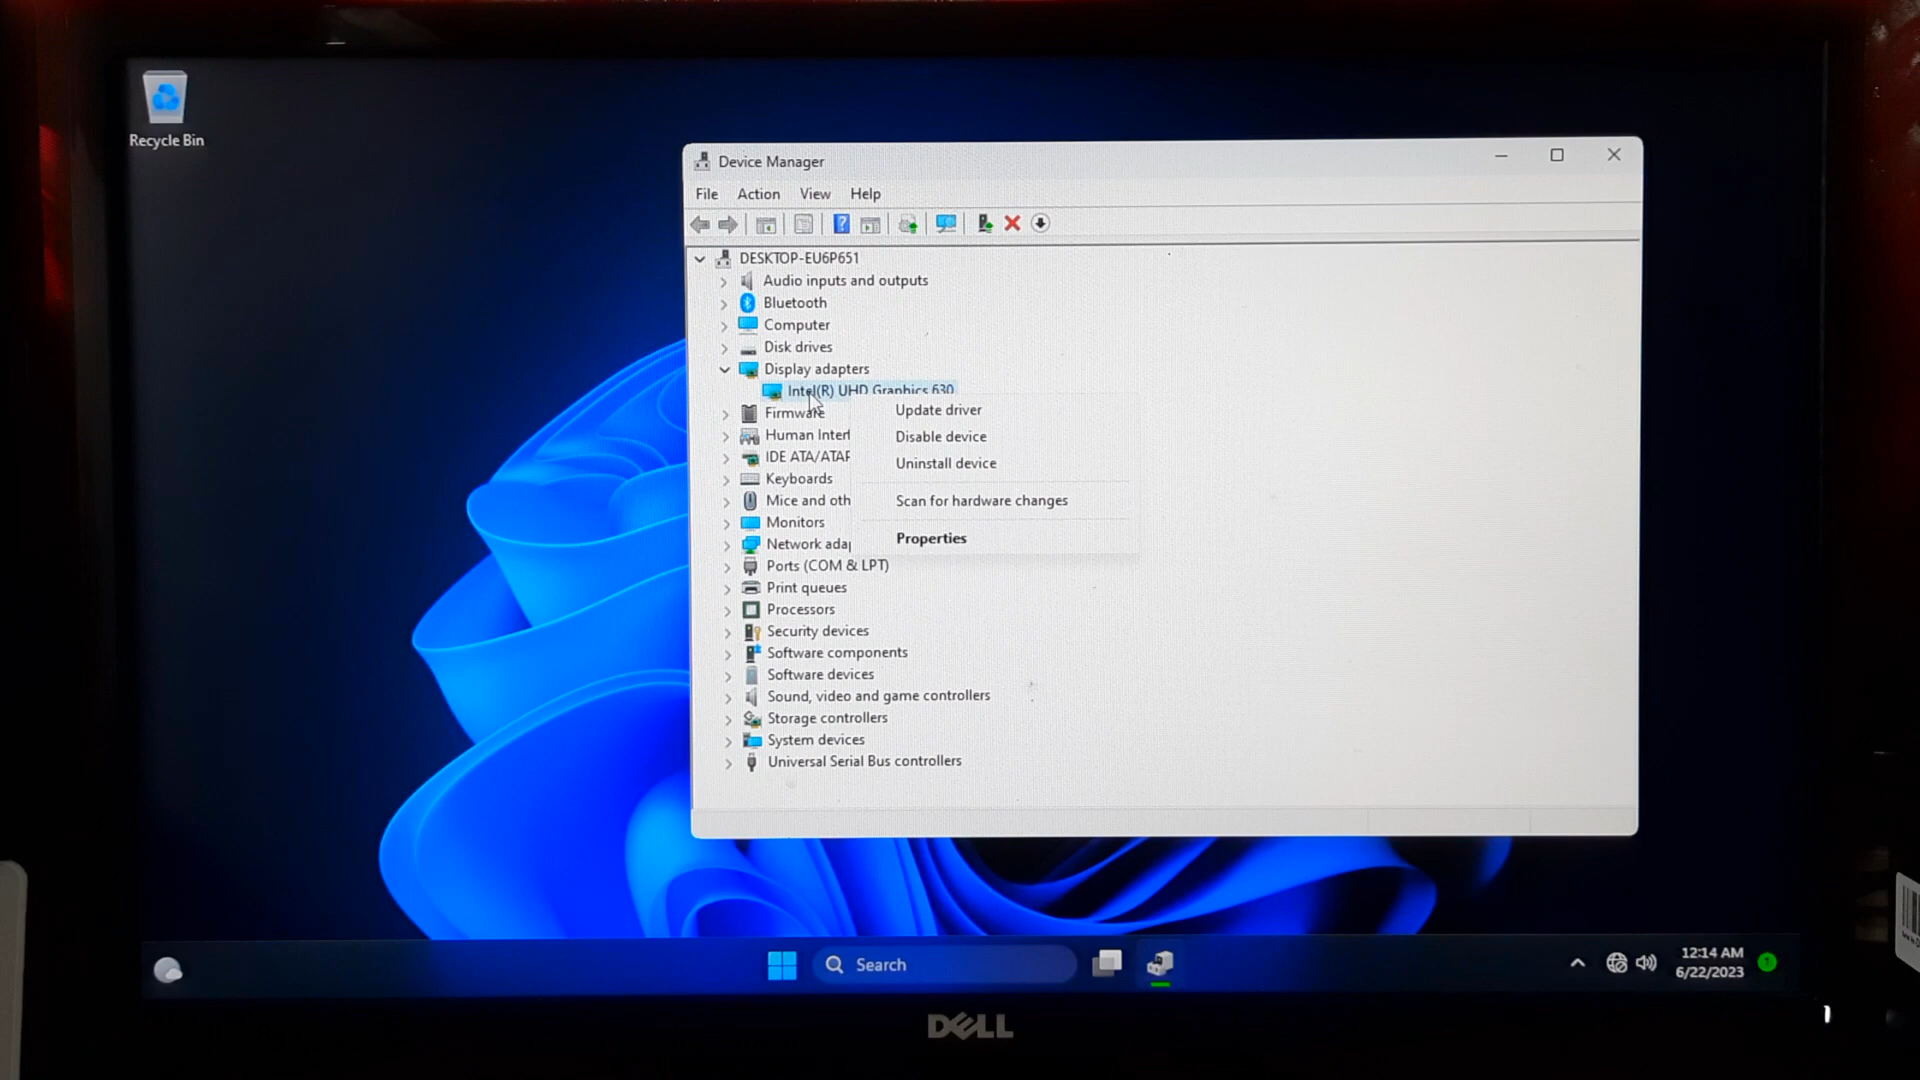 Recycle Bin
Device Manager
File Action View Help
DESKTOP-EU6P651
Audio inputs and outputs
Bluetooth
Computer
Disk drives
Display adapters
Intel(R) UHD Graphics 630
Firmware
Update driver
Disable device
Uninstall device
Scan for hardware changes
Properties
Human Interf
IDE ATA/ATAP
Keyboards
Mice and oth
Monitors
Network adap
Ports (COM & LPT)
Print queues
Processors
Security devices
Software components
Software devices
Sound, video and game controllers
Storage controllers
System devices
Universal Serial Bus controllers
Search
12:14 AM
6/22/2023
1
DELL